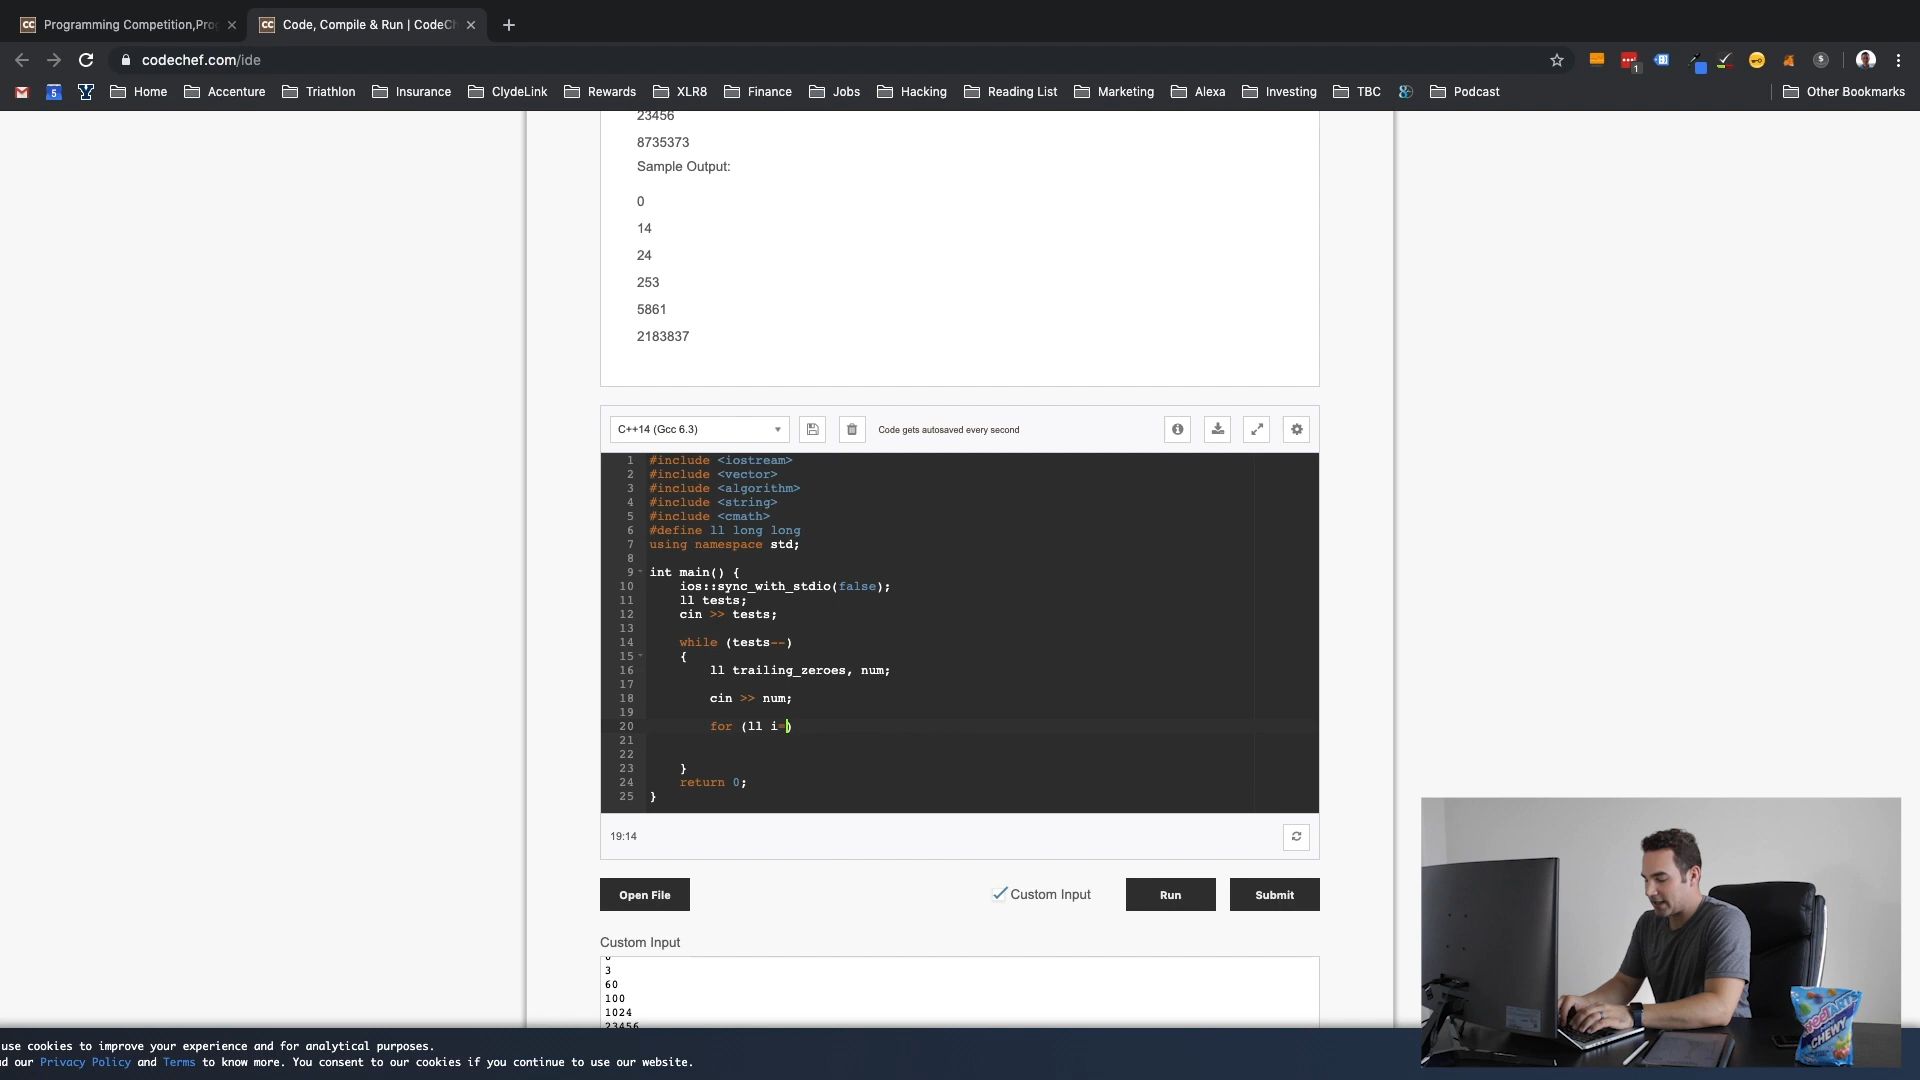 Programming Competition,Pro
Code, Compile & Run | CodeCh
codechef.com/ide
Home Accenture Triathlon Insurance ClydeLink Rewards XLR8 Finance Jobs Hacking Reading List Marketing Alexa Investing TBC Podcast Other Bookmarks
23456
8735373
Sample Output:
0
14
24
253
5861
2183837
C++14 (Gcc 6.3) Code gets autosaved every second
1 #include <iostream>
2 #include <vector>
3 #include <algorithm>
4 #include <string>
5 #include <cmath>
6 #define ll long long
7 using namespace std;
8
9 int main() {
10 ios::sync_with_stdio(false);
11 ll tests;
12 cin >> tests;
13
14 while (tests--)
15 {
16 ll trailing_zeroes, num;
17
18 cin >> num;
19
20 for (ll i=)
21
22
23 }
24 return 0;
25 }
19:14
Open File Custom Input Run Submit
Custom Input
3
60
100
1024
23456
use cookies to improve your experience and for analytical purposes.
d our Privacy Policy and Terms to know more. You consent to our cookies if you continue to use our website.
CHEWY